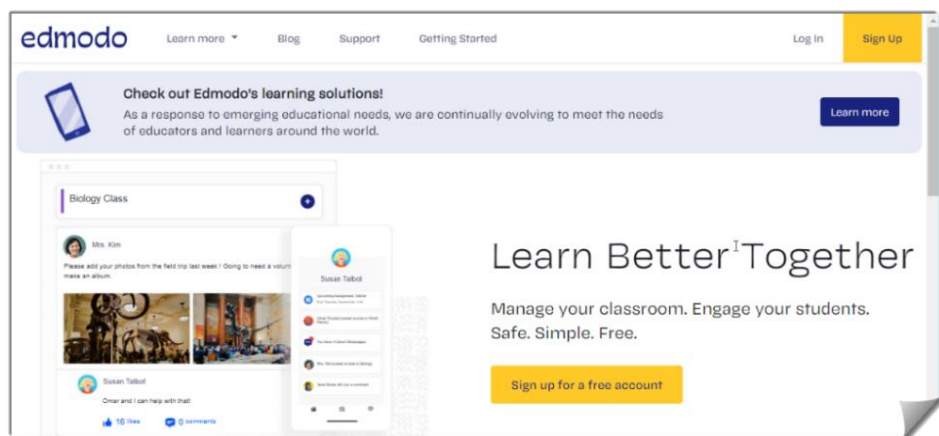 edmodo
Learn more
Blog
Support
Getting Started
Log In
Sign Up
Check out Edmodo's learning solutions!
As a response to emerging educational needs, we are continually evolving to meet the needs
of educators and learners around the world.
Learn more
Biology Class
Mrs. Kim
Please add your photos from the field trip last week ! Going to need a volunt
make an album.
Susan Talbot
Omar and I can help with that!
16 likes
0 comments
Susan Talbot
Learn Better Together
Manage your classroom. Engage your students.
Safe. Simple. Free.
Sign up for a free account